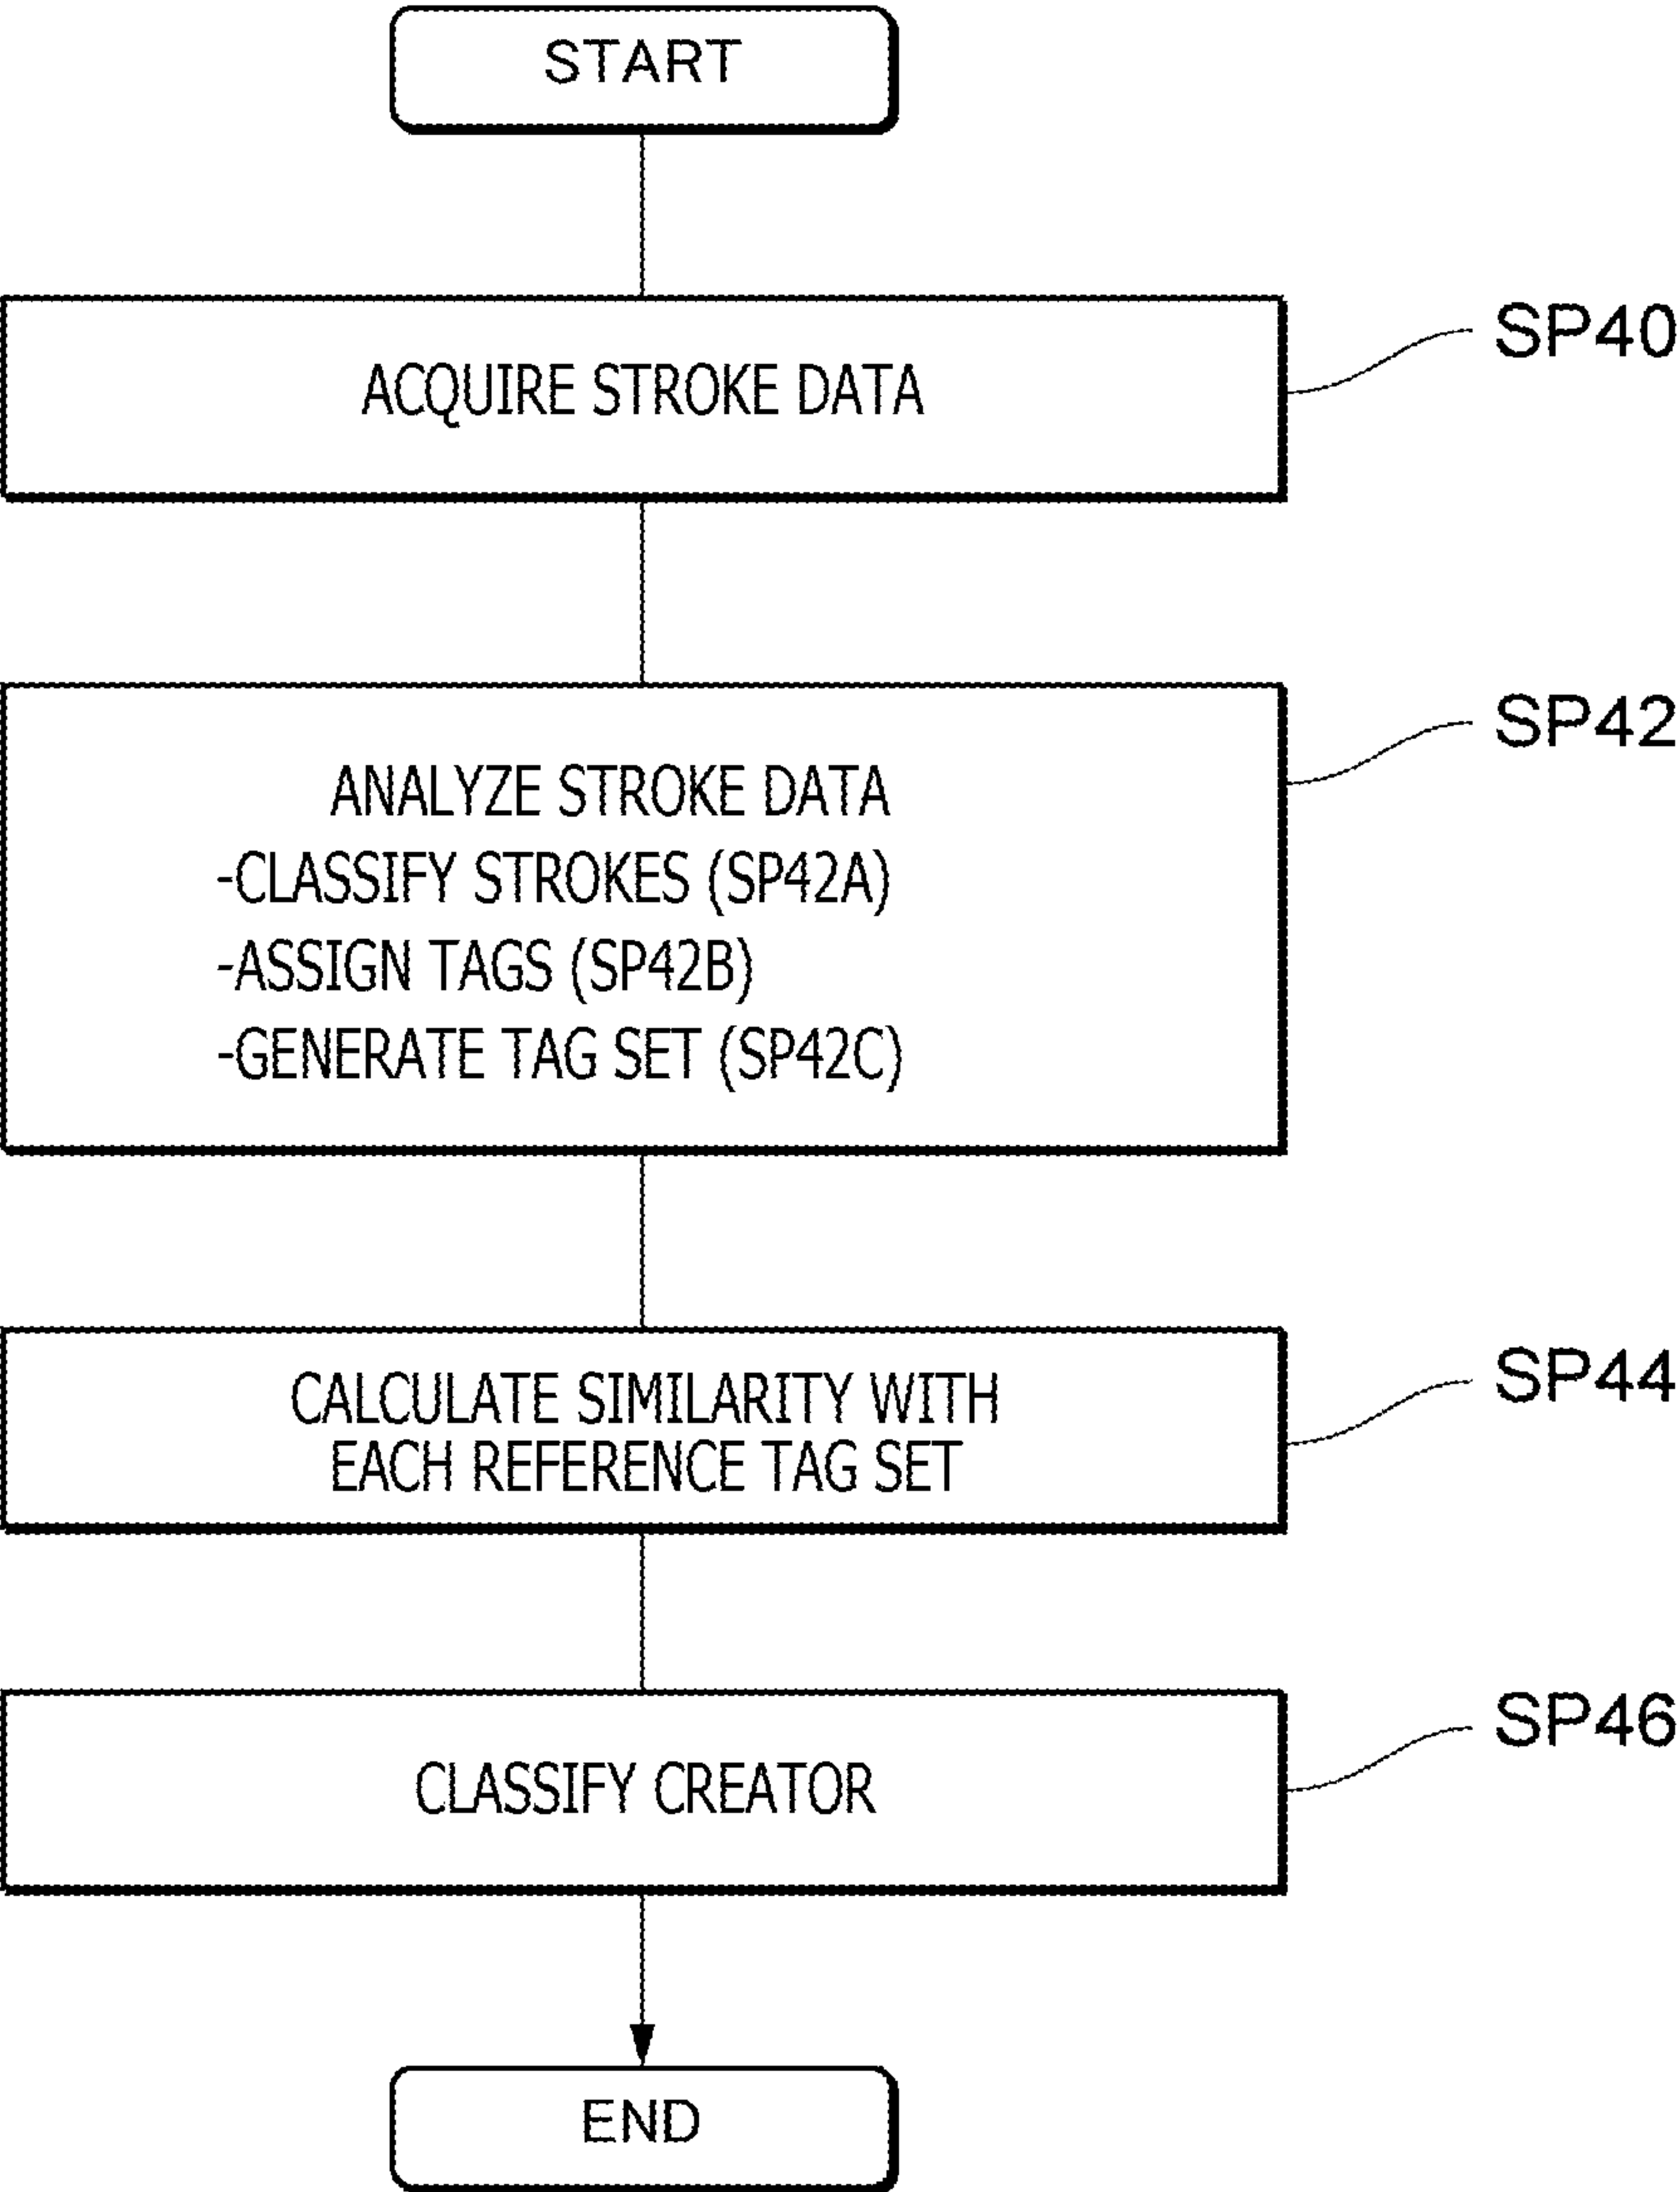 START
ACQUIRE STROKE DATA
SP40
ANALYZE STROKE DATA
-CLASSIFY STROKES (SP42A)
-ASSIGN TAGS (SP42B)
-GENERATE TAG SET (SP42C)
SP42
CALCULATE SIMILARITY WITH
EACH REFERENCE TAG SET
SP44
CLASSIFY CREATOR
SP46
END